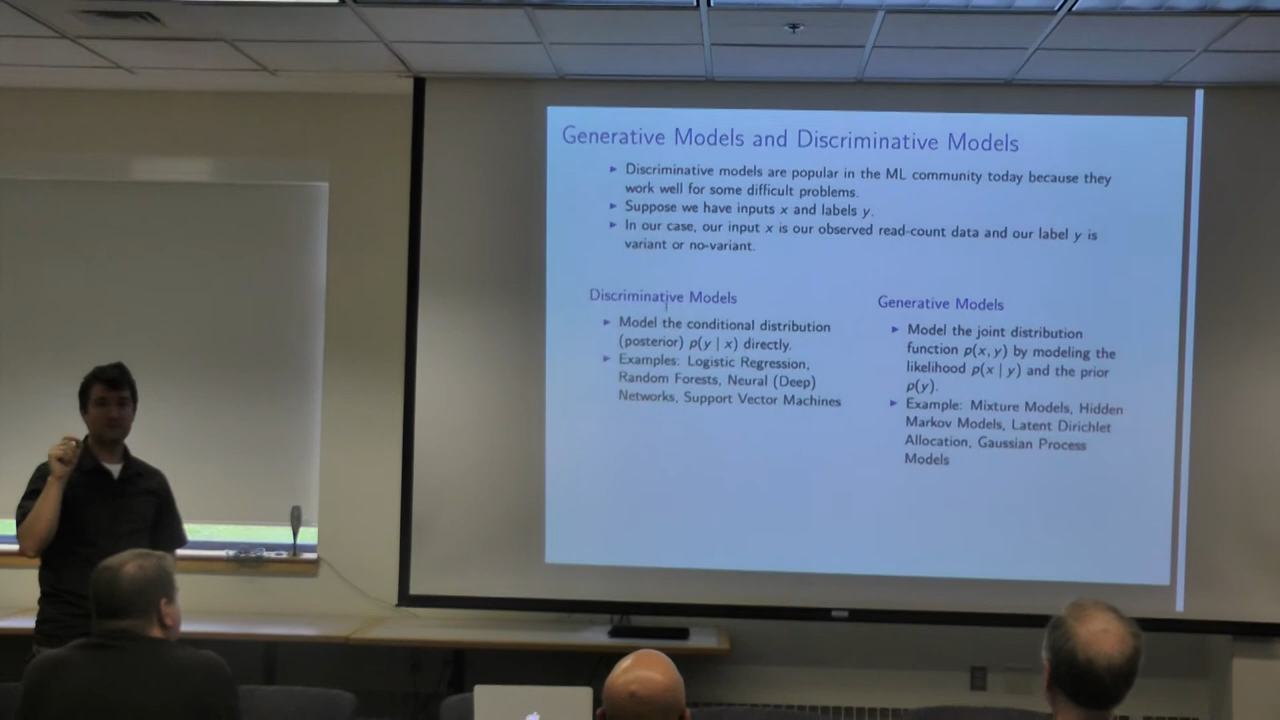 Generative Models and Discriminative Models
▶ Discriminative models are popular in the ML community today because they
work well for some difficult problems.
▶ Suppose we have inputs x and labels y.
▶ In our case, our input x is our observed read-count data and our label y is
variant or no-variant.
Discriminative Models
▶ Model the conditional distribution
(posterior) p(y | x) directly.
▶ Examples: Logistic Regression,
Random Forests, Neural (Deep)
Networks, Support Vector Machines
Generative Models
▶ Model the joint distribution
function p(x, y) by modeling the
likelihood p(x | y) and the prior
p(y).
▶ Example: Mixture Models, Hidden
Markov Models, Latent Dirichlet
Allocation, Gaussian Process
Models